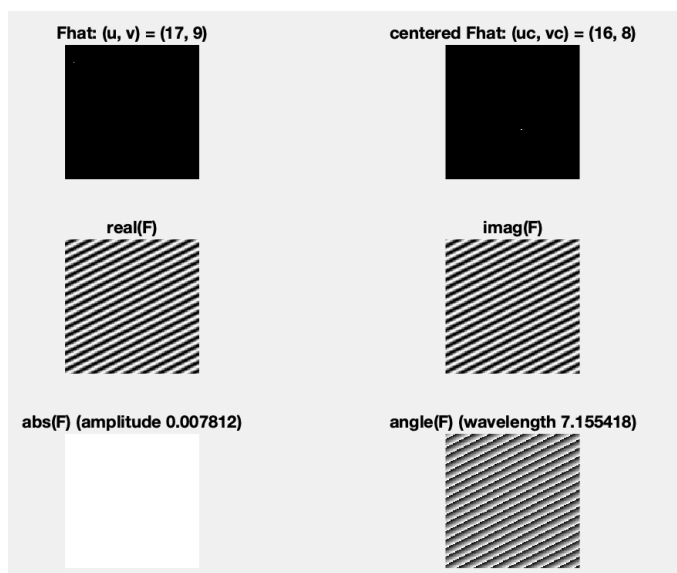 Fhat: (u, v) = (17, 9)
centered Fhat: (uc, vc) = (16, 8)
real(F)
imag(F)
abs(F) (amplitude 0.007812)
angle(F) (wavelength 7.155418)